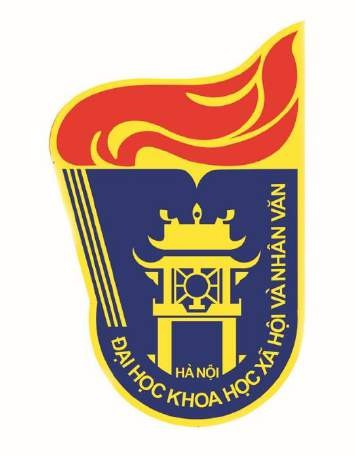 HÀ NỘI
ĐẠI HỌC KHOA HỌC XÃ HỘI VÀ NHÂN VĂN